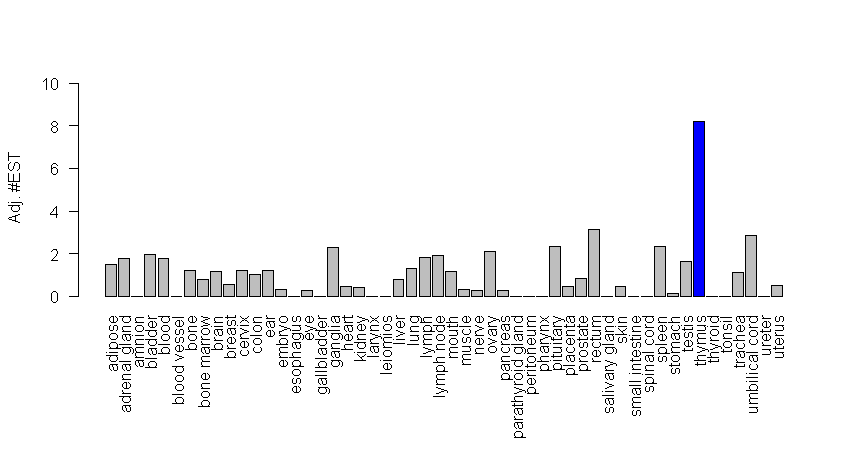 Adj. #EST
10
8
6
4
2
0
adipose
adrenal gland
amnion
bladder
blood
blood vessel
bone
bone marrow
brain
breast
cervix
colon
ear
embryo
esophagus
eye
gallbladder
ganglia
heart
kidney
larynx
leiomios
liver
lung
lymph
lymph node
mouth
muscle
nerve
ovary
pancreas
parathyroid gland
peritoneum
pharynx
pituitary
placenta
prostate
rectum
salivary gland
skin
small intestine
spinal cord
spleen
stomach
testis
thymus
thyroid
tonsil
trachea
umbilical cord
ureter
uterus